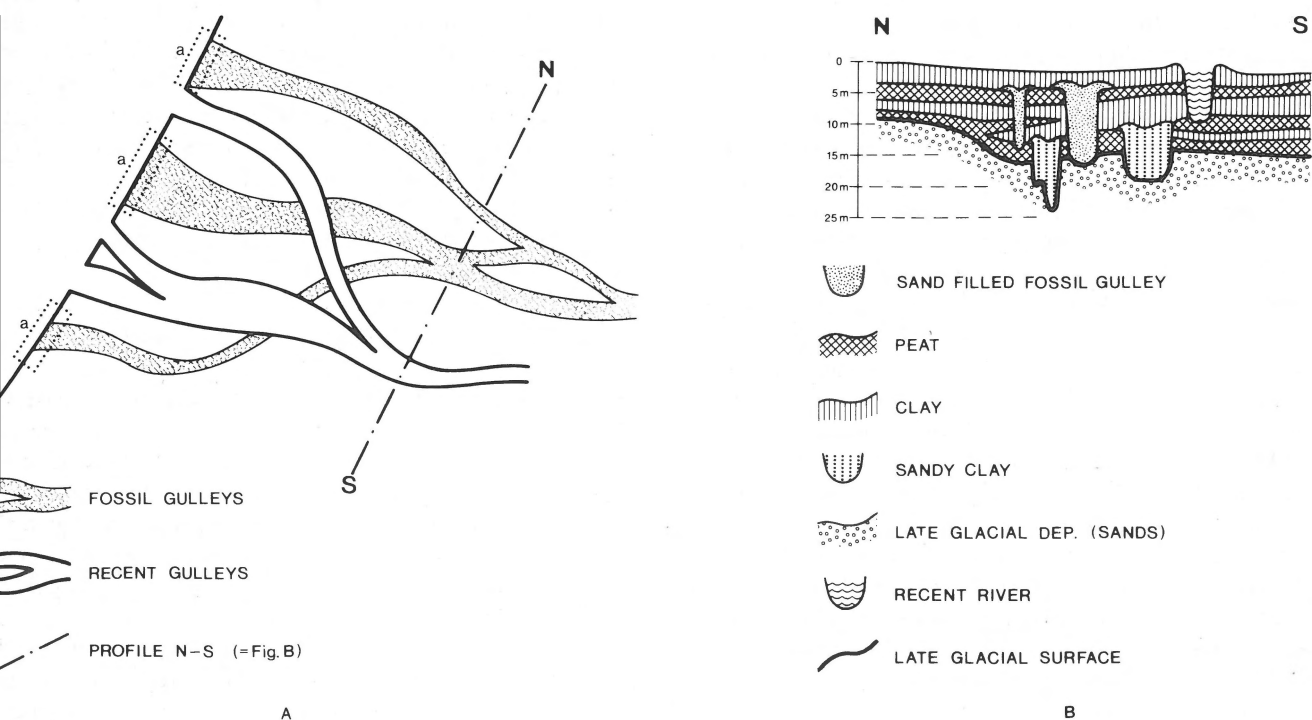 a
a
a
N
S
FOSSIL GULLEYS
RECENT GULLEYS
PROFILE N–S (=Fig.B)
A
N
S
0
5m
10m
15m
20m
25m
SAND FILLED FOSSIL GULLEY
PEAT
CLAY
SANDY CLAY
LATE GLACIAL DEP. (SANDS)
RECENT RIVER
LATE GLACIAL SURFACE
B